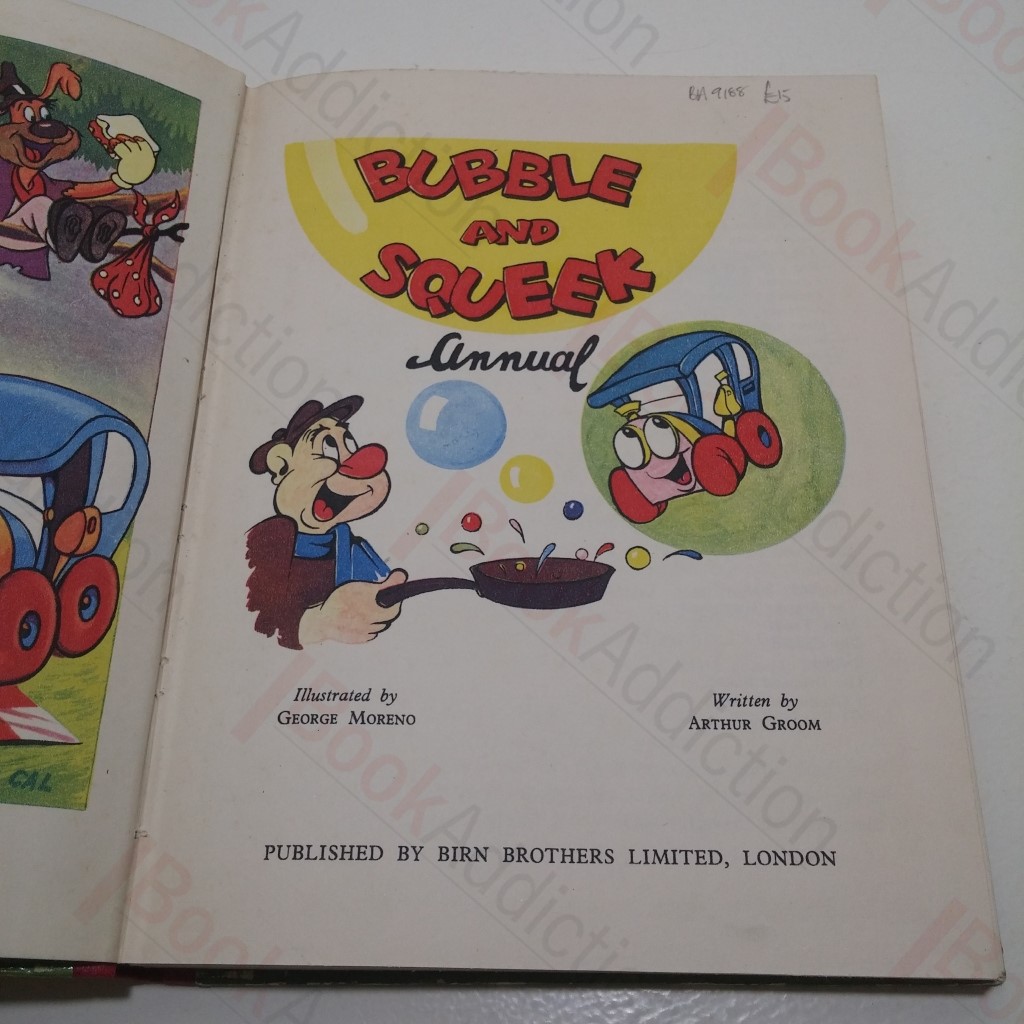 BA 9188 £15
BUBBLE
AND
SQUEEK
Annual
Illustrated by
GEORGE MORENO
Written by
ARTHUR GROOM
PUBLISHED BY BIRN BROTHERS LIMITED, LONDON
CAL
BookAddiction